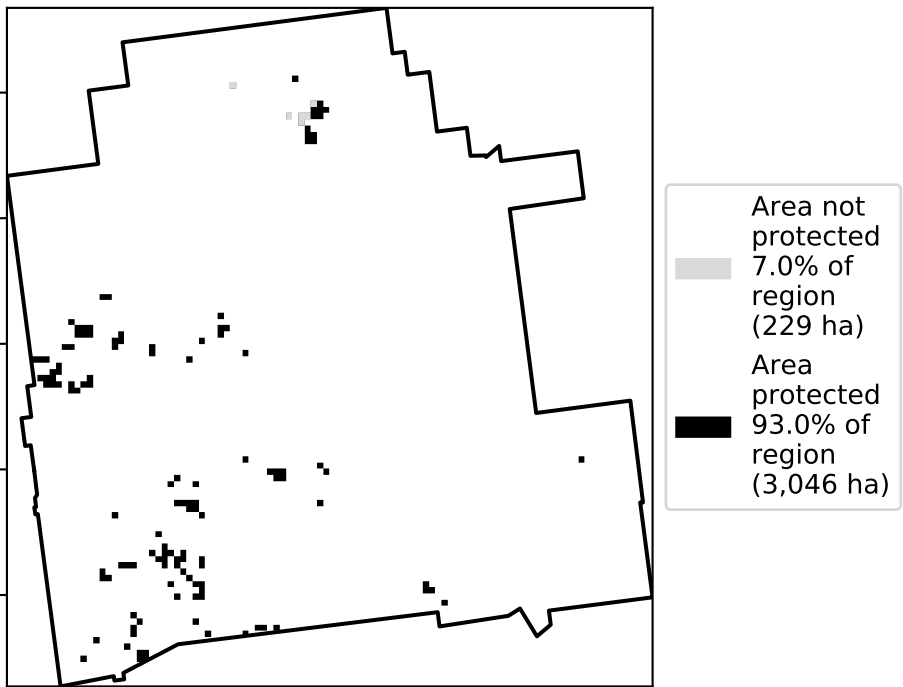 Area not
protected
7.0% of
region
(229 ha)
Area
protected
93.0% of
region
(3,046 ha)